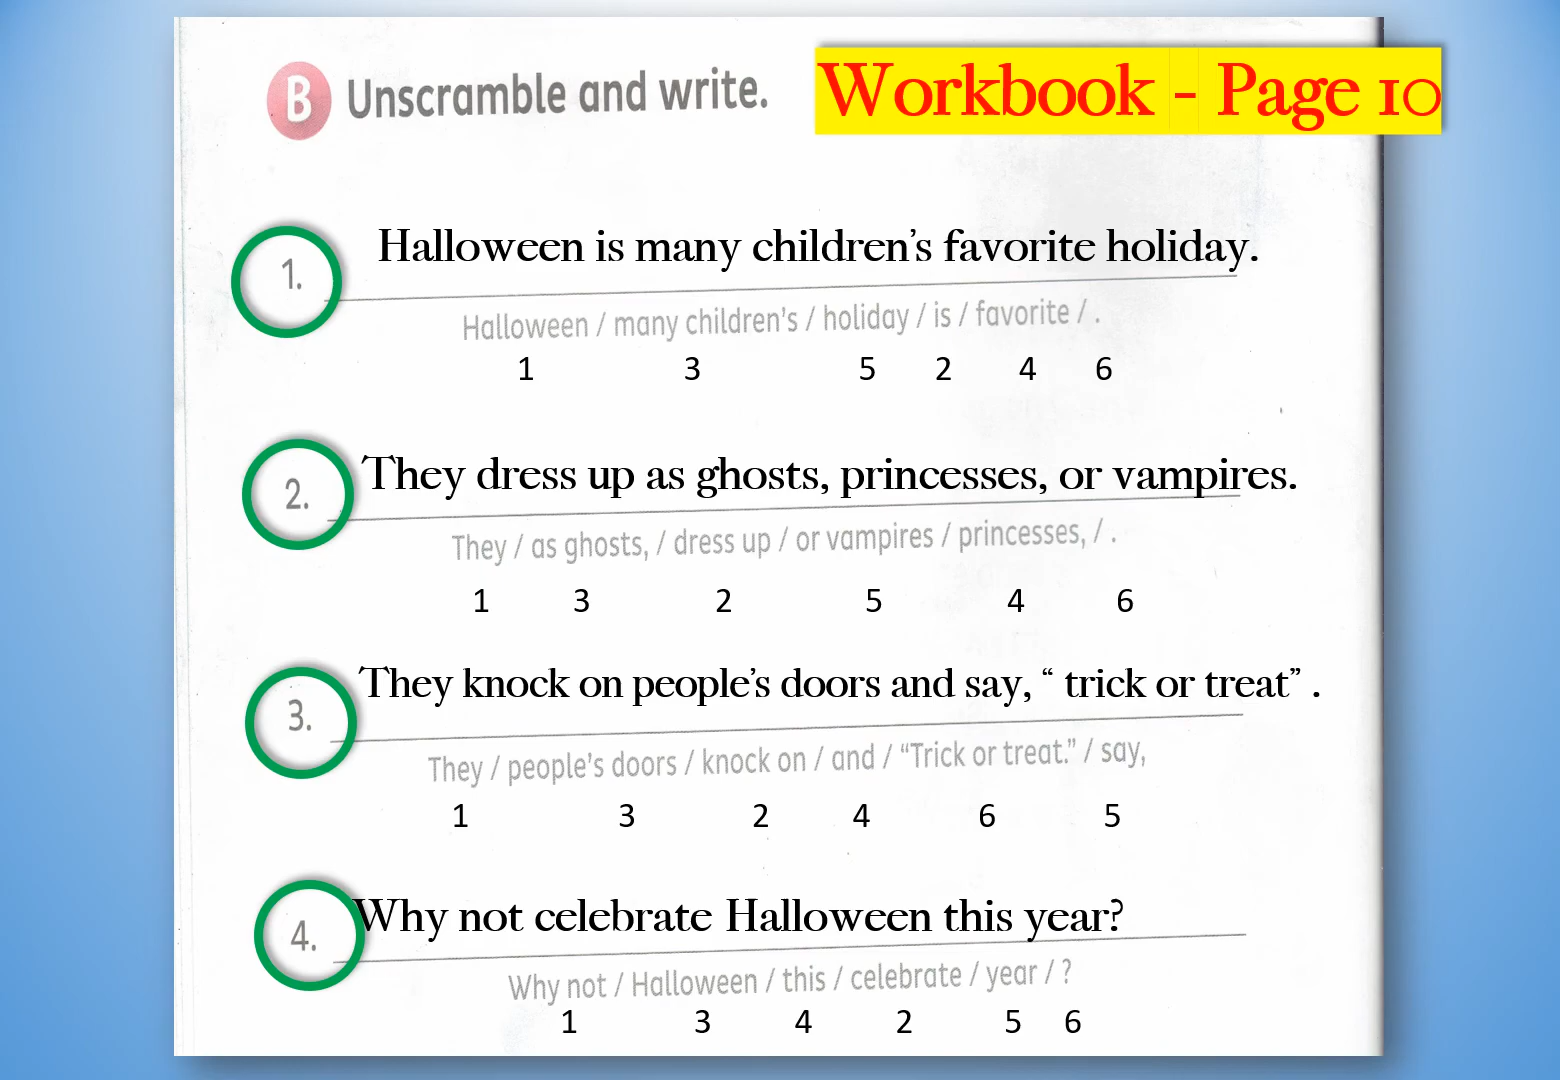 B Unscramble and write.
Workbook - Page 10
1. Halloween is many children's favorite holiday.
Halloween / many children's / holiday / is / favorite / .
1 3 5 2 4 6
2. They dress up as ghosts, princesses, or vampires.
They / as ghosts, / dress up / or vampires / princesses, / .
1 3 2 5 4 6
3. They knock on people's doors and say, “ trick or treat” .
They / people's doors / knock on / and / “Trick or treat.” / say,
1 3 2 4 6 5
4. Why not celebrate Halloween this year?
Why not / Halloween / this / celebrate / year / ?
1 3 4 2 5 6